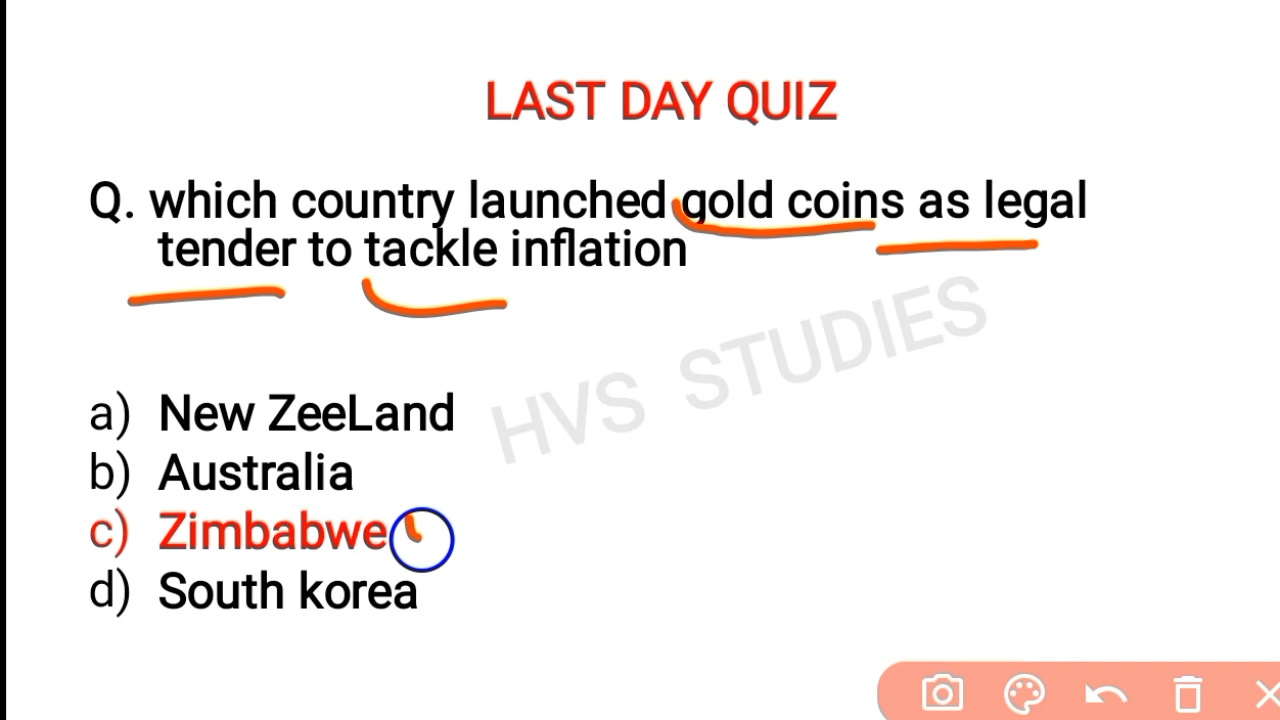 LAST DAY QUIZ
Q. which country launched gold coins as legal
tender to tackle inflation
HVS STUDIES
a) New ZeeLand
b) Australia
c) Zimbabwe
d) South korea